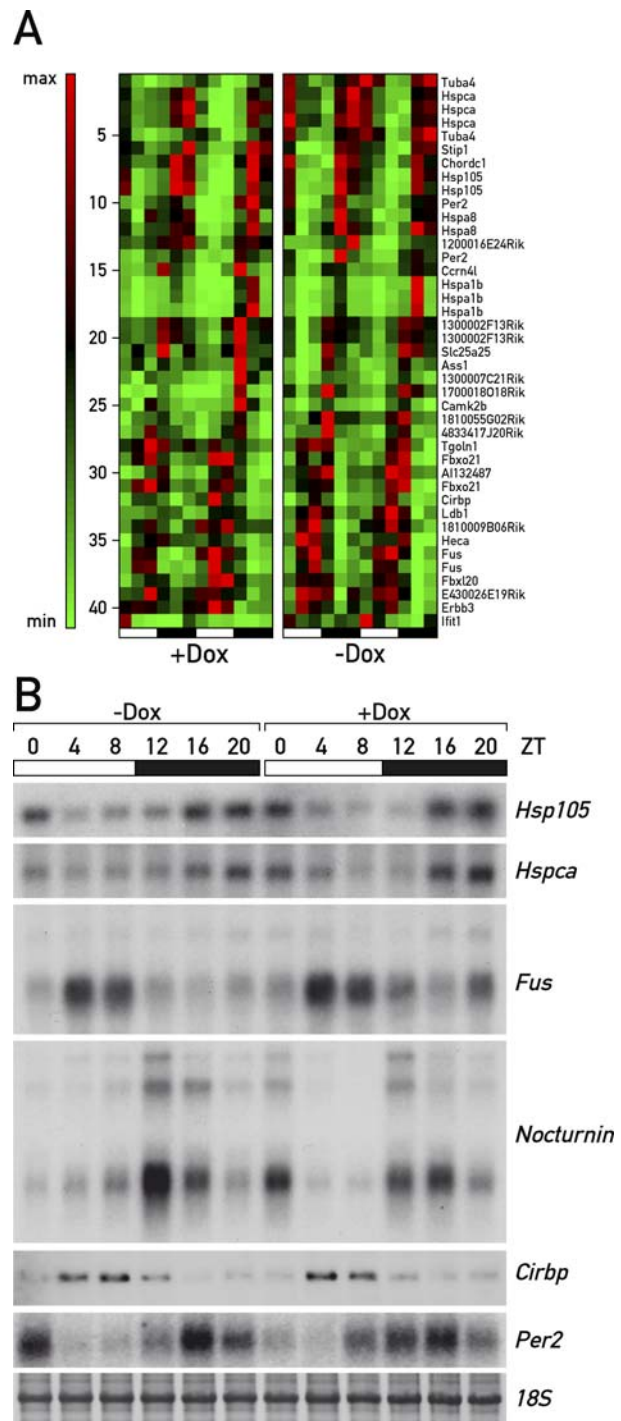 A
max
min
5
10
15
20
25
30
35
40
Tuba4
Hspca
Hspca
Hspca
Tuba4
Stip1
Chordc1
Hsp105
Hsp105
Per2
Hspa8
Hspa8
1200016E24Rik
Per2
Ccrn4l
Hspa1b
Hspa1b
Hspa1b
1300002F13Rik
1300002F13Rik
Slc25a25
Ass1
1300007C21Rik
1700018O18Rik
Camk2b
1810055G02Rik
4833417J20Rik
Tgoln1
Fbxo21
AI132487
Fbxo21
Cirbp
Ldb1
1810009B06Rik
Heca
Fus
Fus
Fbxl20
E430026E19Rik
Erbb3
Ifit1
+Dox -Dox
B
-Dox +Dox
0 4 8 12 16 20 0 4 8 12 16 20 ZT
Hsp105
Hspca
Fus
Nocturnin
Cirbp
Per2
18S